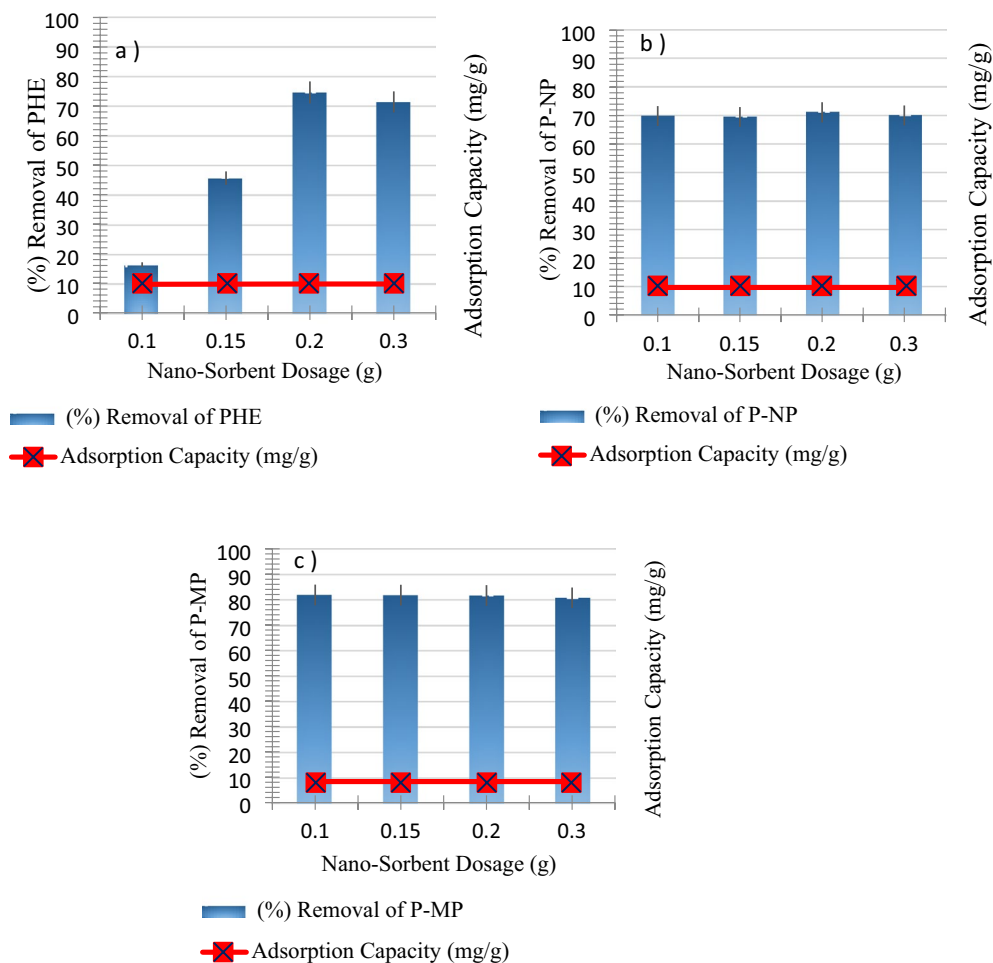 a )
(%) Removal of PHE
100
90
80
70
60
50
40
30
20
10
0
0.1 0.15 0.2 0.3
Nano-Sorbent Dosage (g)
Adsorption Capacity (mg/g)
(%) Removal of PHE
Adsorption Capacity (mg/g)
b )
(%) Removal of P-NP
100
90
80
70
60
50
40
30
20
10
0
0.1 0.15 0.2 0.3
Nano-Sorbent Dosage (g)
Adsorption Capacity (mg/g)
(%) Removal of P-NP
Adsorption Capacity (mg/g)
c )
(%) Removal of P-MP
100
90
80
70
60
50
40
30
20
10
0
0.1 0.15 0.2 0.3
Nano-Sorbent Dosage (g)
Adsorption Capacity (mg/g)
(%) Removal of P-MP
Adsorption Capacity (mg/g)